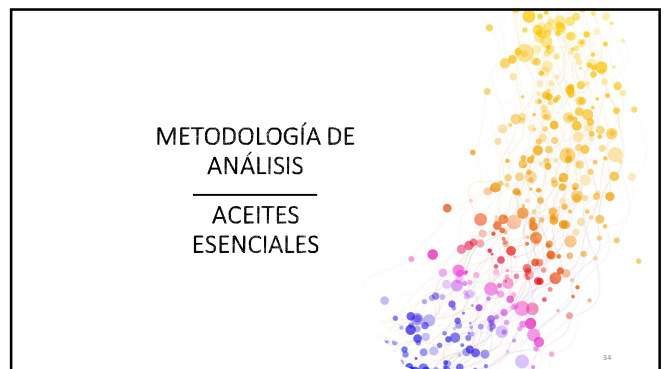 METODOLOGÍA DE
ANÁLISIS
ACEITES
ESENCIALES
34